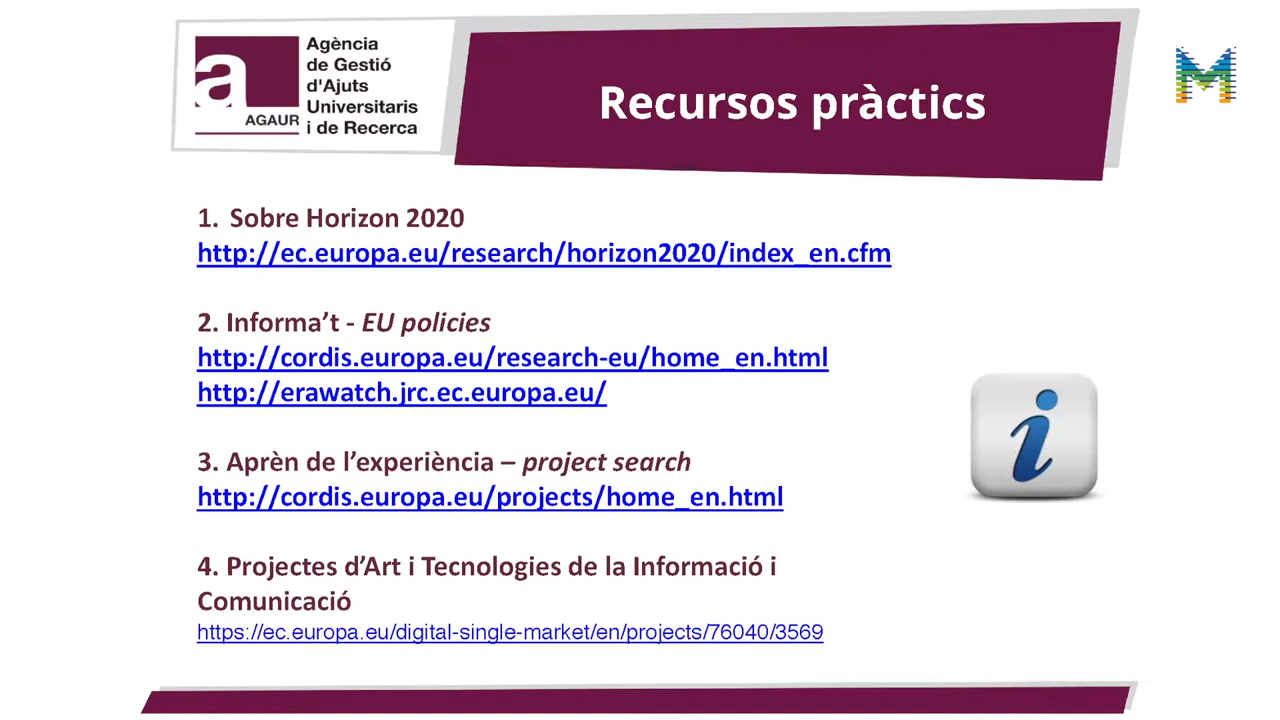 Agència
de Gestió
d'Ajuts
Universitaris
i de Recerca
a
AGAUR
Recursos pràctics
M
1. Sobre Horizon 2020
http://ec.europa.eu/research/horizon2020/index_en.cfm
2. Informa’t - EU policies
http://cordis.europa.eu/research-eu/home_en.html
http://erawatch.jrc.ec.europa.eu/
3. Aprèn de l’experiència – project search
http://cordis.europa.eu/projects/home_en.html
i
4. Projectes d’Art i Tecnologies de la Informació i
Comunicació
https://ec.europa.eu/digital-single-market/en/projects/76040/3569